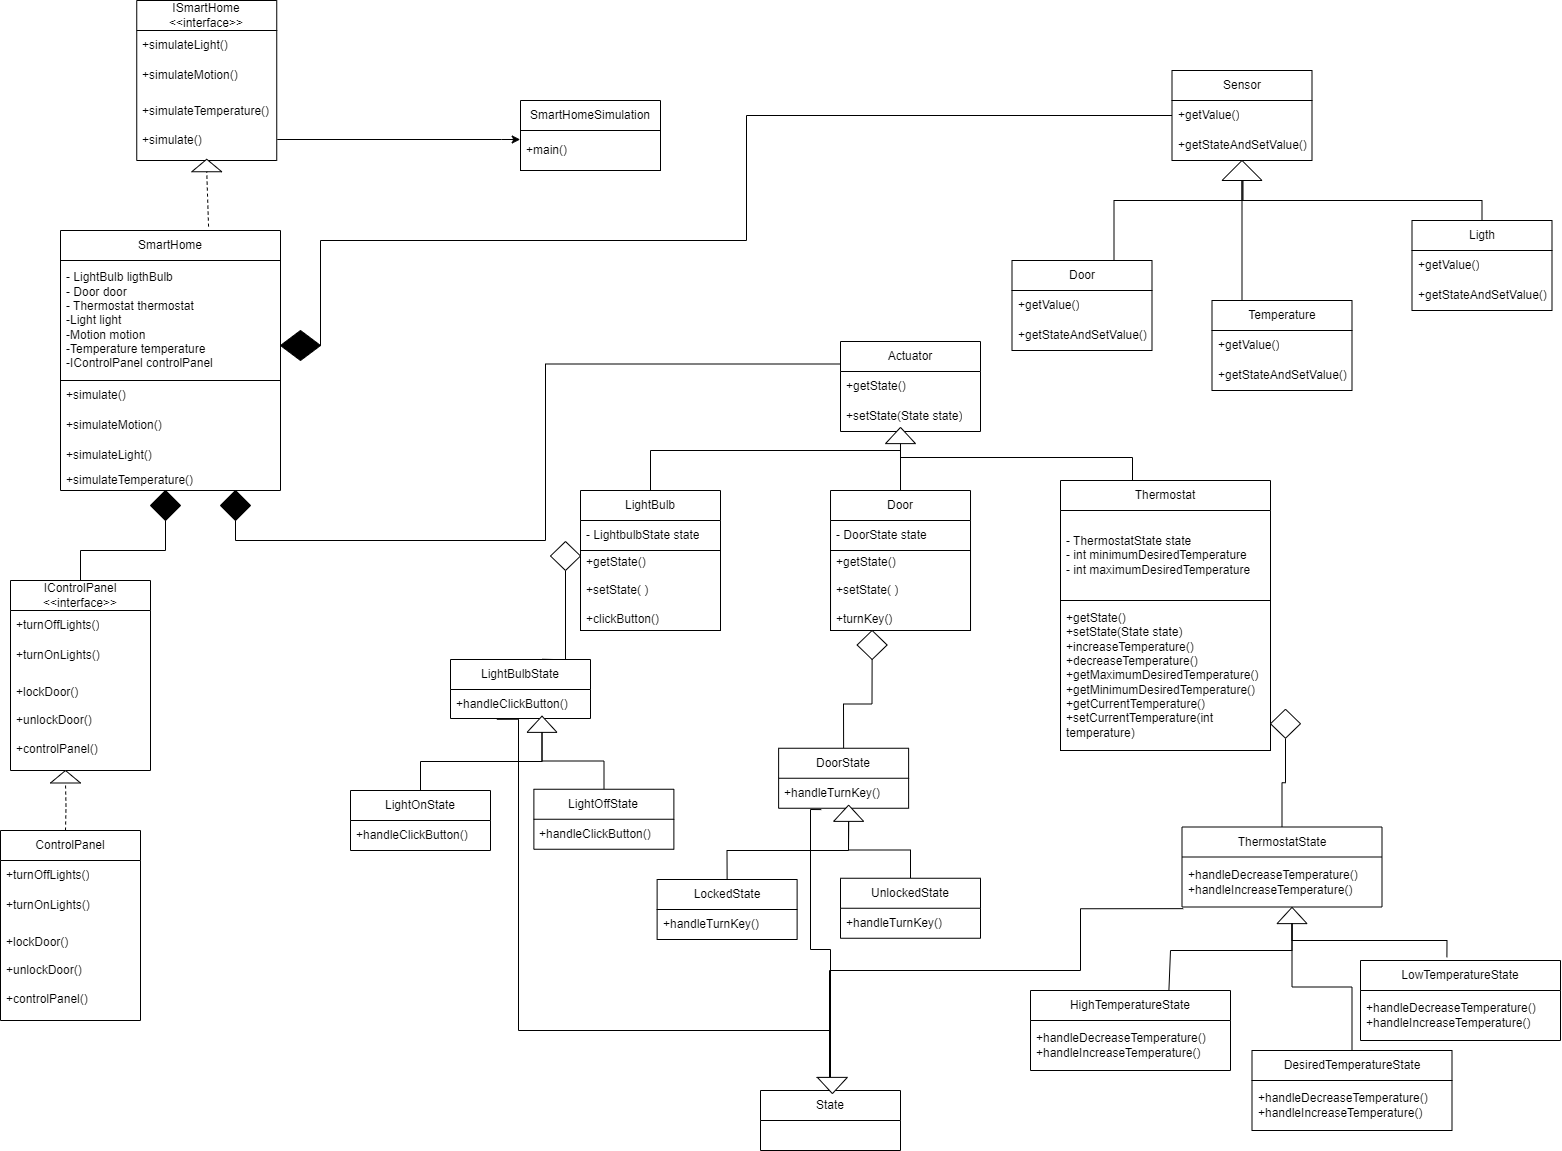 ISmartHome
<<interface>>
+simulateLight()
+simulateMotion()
+simulateTemperature()
+simulate()
SmartHomeSimulation
+main()
Sensor
+getValue()
+getStateAndSetValue()
SmartHome
- LightBulb ligthBulb
- Door door
- Thermostat thermostat
-Light light
-Motion motion
-Temperature temperature
-IControlPanel controlPanel
+simulate()
+simulateMotion()
+simulateLight()
+simulateTemperature()
Door
+getValue()
+getStateAndSetValue()
Temperature
+getValue()
+getStateAndSetValue()
Ligth
+getValue()
+getStateAndSetValue()
Actuator
+getState()
+setState(State state)
LightBulb
- LightbulbState state
+getState()
+setState( )
+clickButton()
Door
- DoorState state
+getState()
+setState( )
+turnKey()
Thermostat
- ThermostatState state
- int minimumDesiredTemperature
- int maximumDesiredTemperature
+getState()
+setState(State state)
+increaseTemperature()
+decreaseTemperature()
+getMaximumDesiredTemperature()
+getMinimumDesiredTemperature()
+getCurrentTemperature()
+setCurrentTemperature(int
temperature)
IControlPanel
<<interface>>
+turnOffLights()
+turnOnLights()
+lockDoor()
+unlockDoor()
+controlPanel()
ControlPanel
+turnOffLights()
+turnOnLights()
+lockDoor()
+unlockDoor()
+controlPanel()
LightBulbState
+handleClickButton()
LightOnState
+handleClickButton()
LightOffState
+handleClickButton()
DoorState
+handleTurnKey()
LockedState
+handleTurnKey()
UnlockedState
+handleTurnKey()
ThermostatState
+handleDecreaseTemperature()
+handleIncreaseTemperature()
HighTemperatureState
+handleDecreaseTemperature()
+handleIncreaseTemperature()
LowTemperatureState
+handleDecreaseTemperature()
+handleIncreaseTemperature()
DesiredTemperatureState
+handleDecreaseTemperature()
+handleIncreaseTemperature()
State